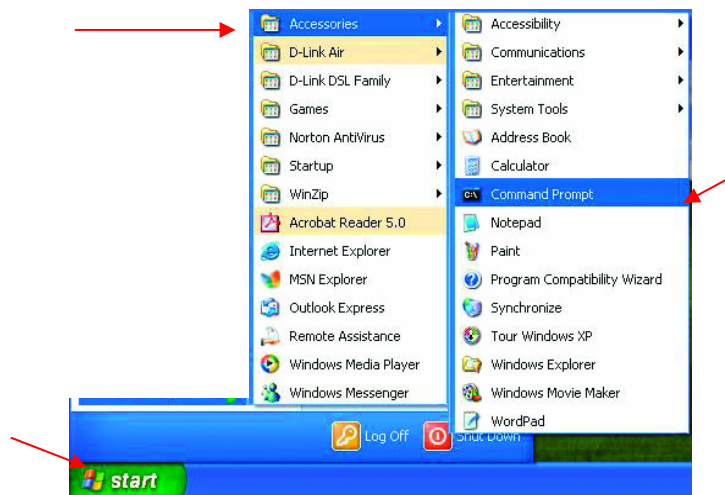 Accessories
D-Link Air
D-Link DSL Family
Games
Norton AntiVirus
Startup
WinZip
Acrobat Reader 5.0
Internet Explorer
MSN Explorer
Outlook Express
Remote Assistance
Windows Media Player
Windows Messenger
Accessibility
Communications
Entertainment
System Tools
Address Book
Calculator
C:\ Command Prompt
Notepad
Paint
Program Compatibility Wizard
Synchronize
Tour Windows XP
Windows Explorer
Windows Movie Maker
WordPad
Log Off
Shut Down
start